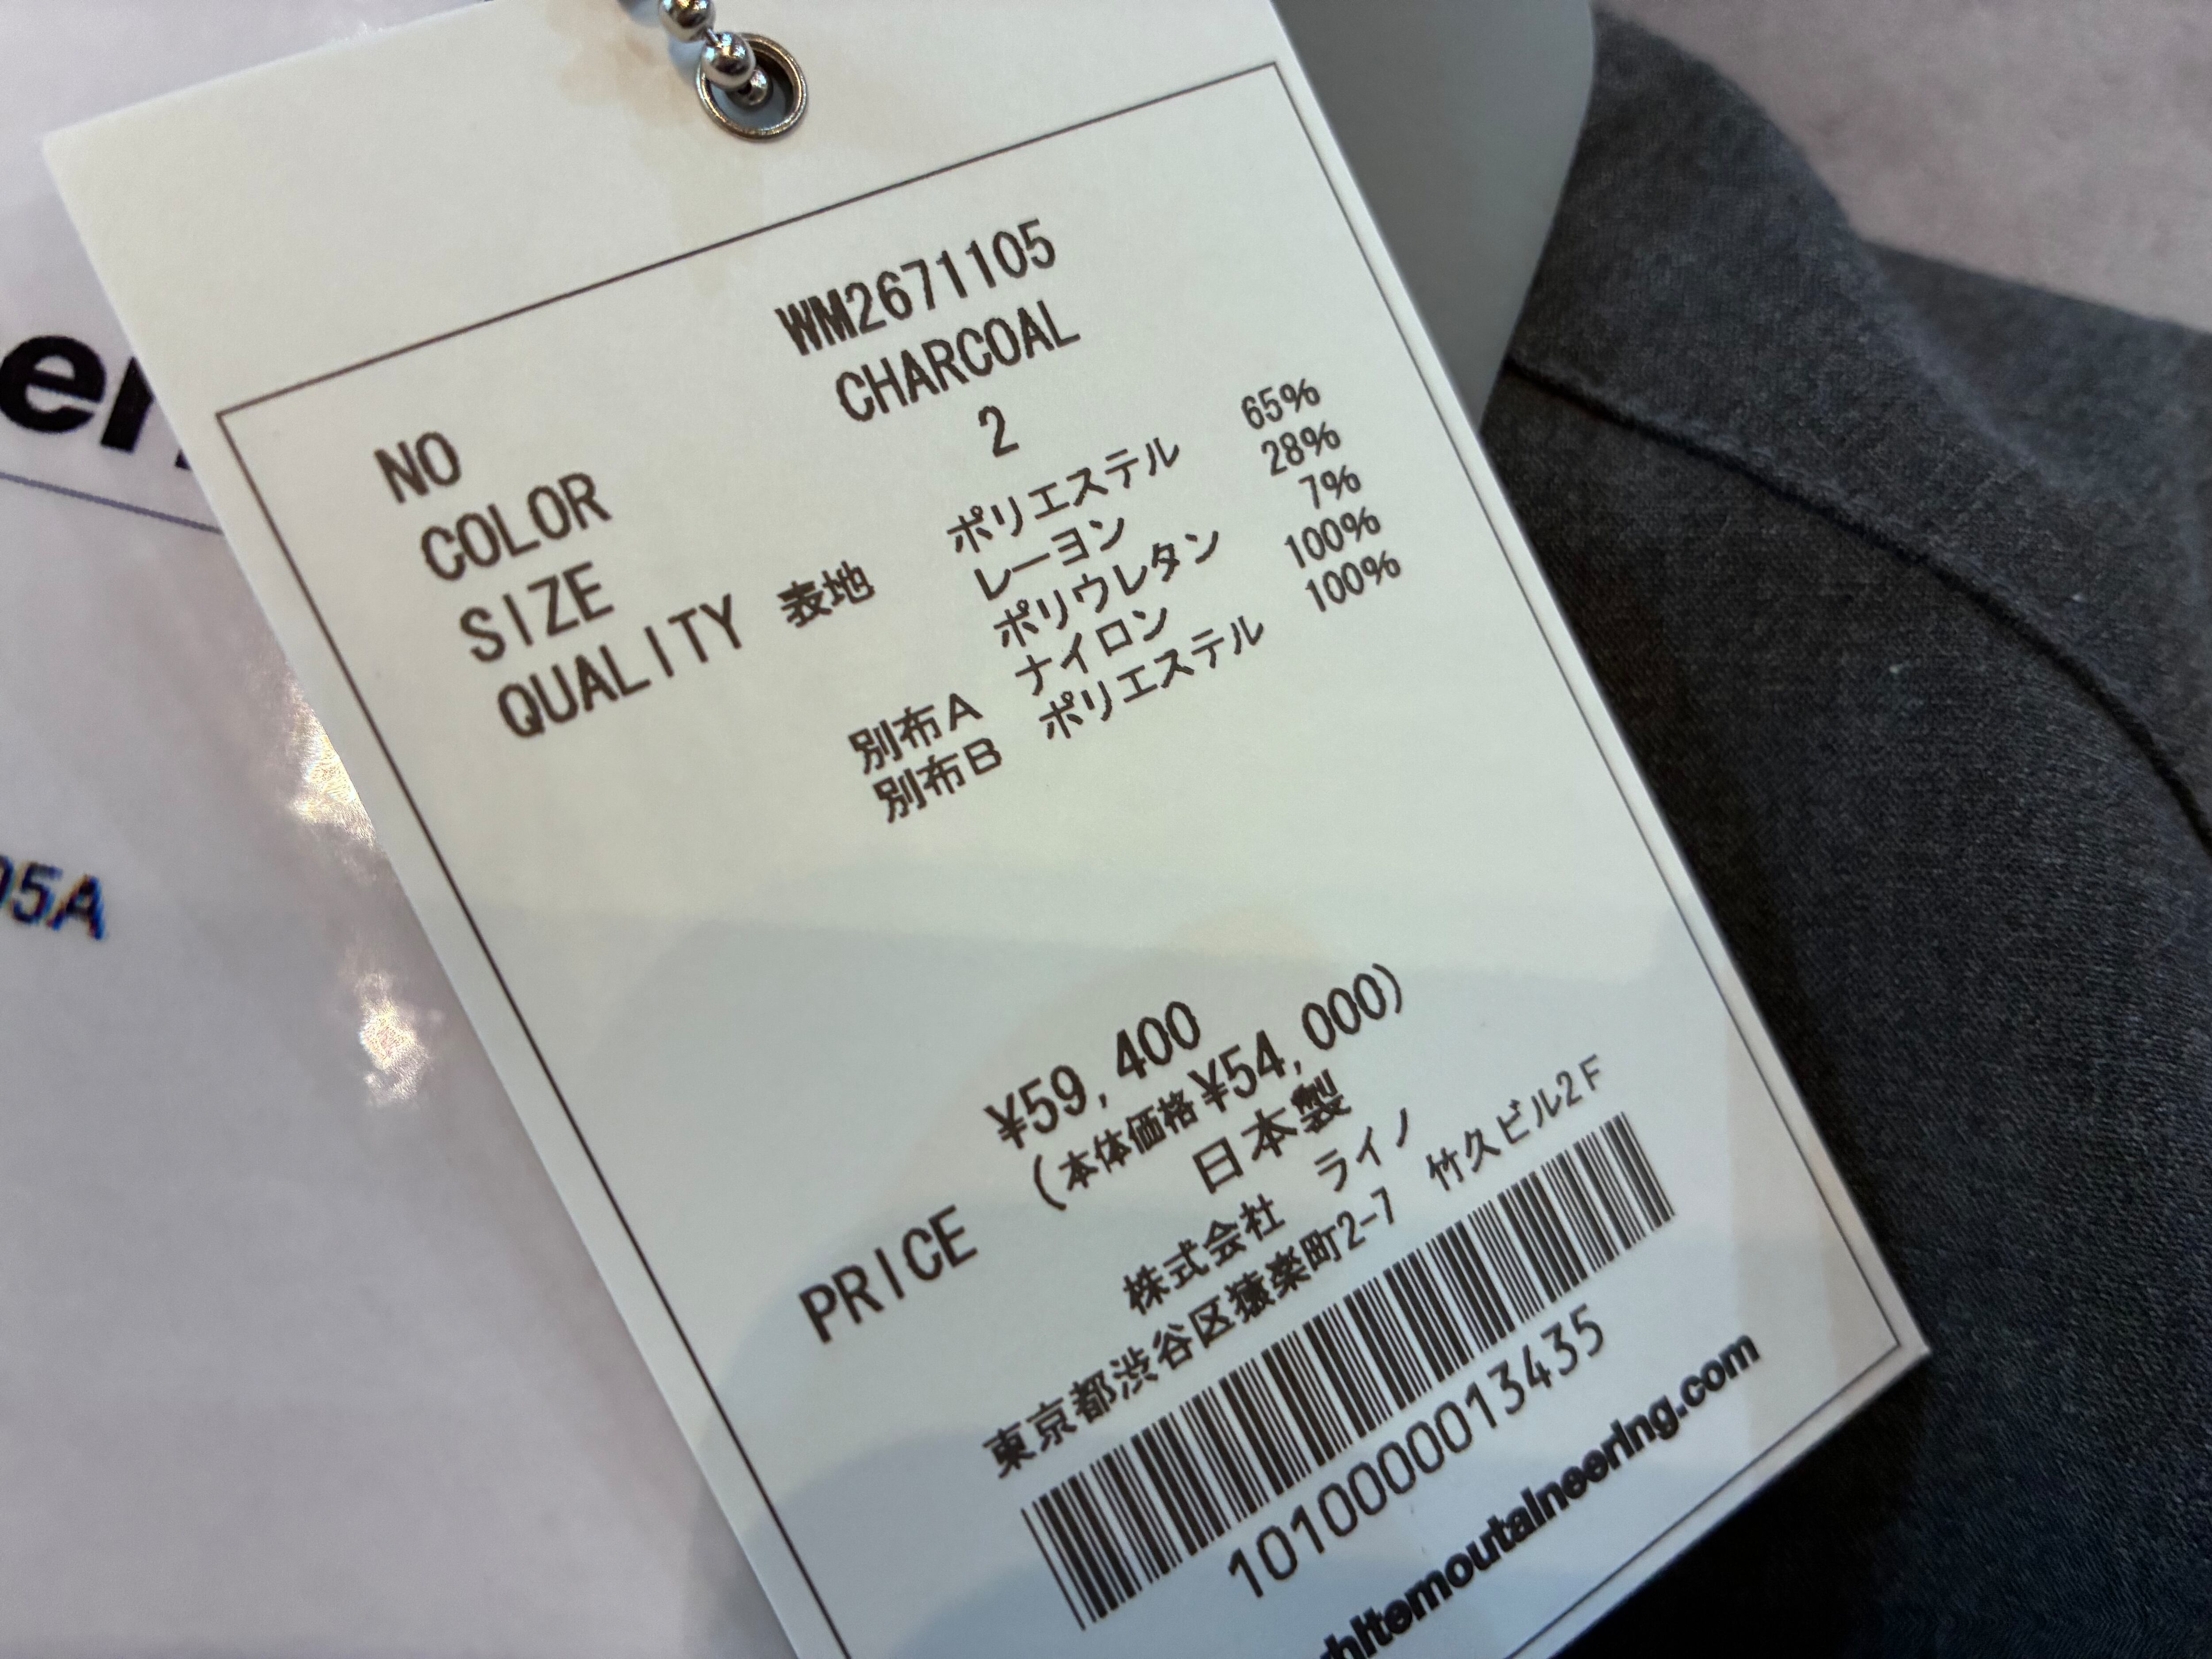 WM2671105
NO
CHARCOAL
COLOR
2
SIZE
QUALITY 表地 ポリエステル 65%
レーヨン 28%
ポリウレタン 7%
別布A ナイロン 100%
別布B ポリエステル 100%
¥59,400
(本体価格¥54,000)
PRICE
日本製
株式会社 ライノ
東京都渋谷区猿楽町2-7 竹久ビル2F
1010000013435
whitemoutaineering.com
er
05A